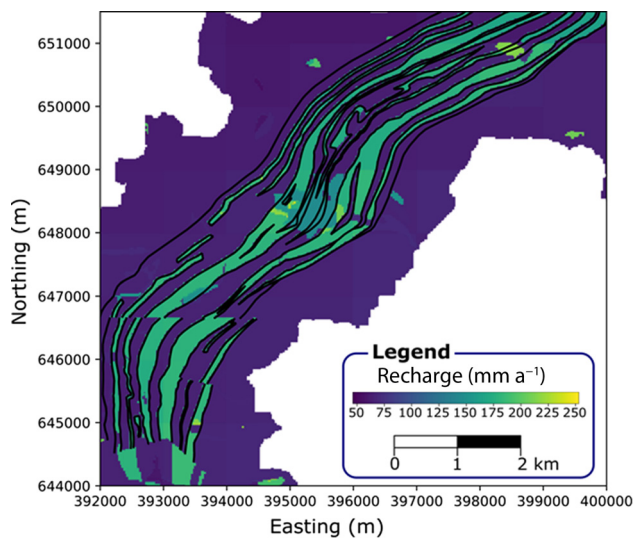 651000
650000
649000
648000
647000
646000
645000
644000
Northing (m)
392000 393000 394000 395000 396000 397000 398000 399000 400000
Easting (m)
Legend
Recharge (mm a⁻¹)
50 75 100 125 150 175 200 225 250
0 1 2 km